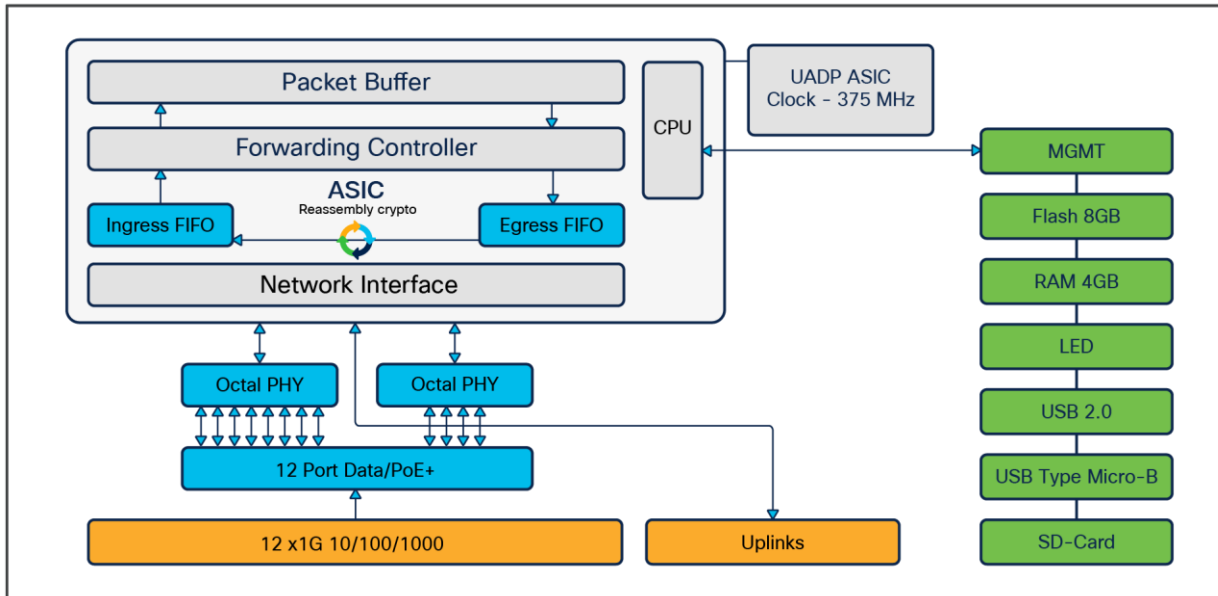 Packet Buffer
CPU
UADP ASIC
Clock - 375 MHz
Forwarding Controller
MGMT
ASIC
Reassembly crypto
Ingress FIFO
Egress FIFO
Flash 8GB
Network Interface
RAM 4GB
LED
Octal PHY
Octal PHY
USB 2.0
12 Port Data/PoE+
USB Type Micro-B
12 x1G 10/100/1000
Uplinks
SD-Card